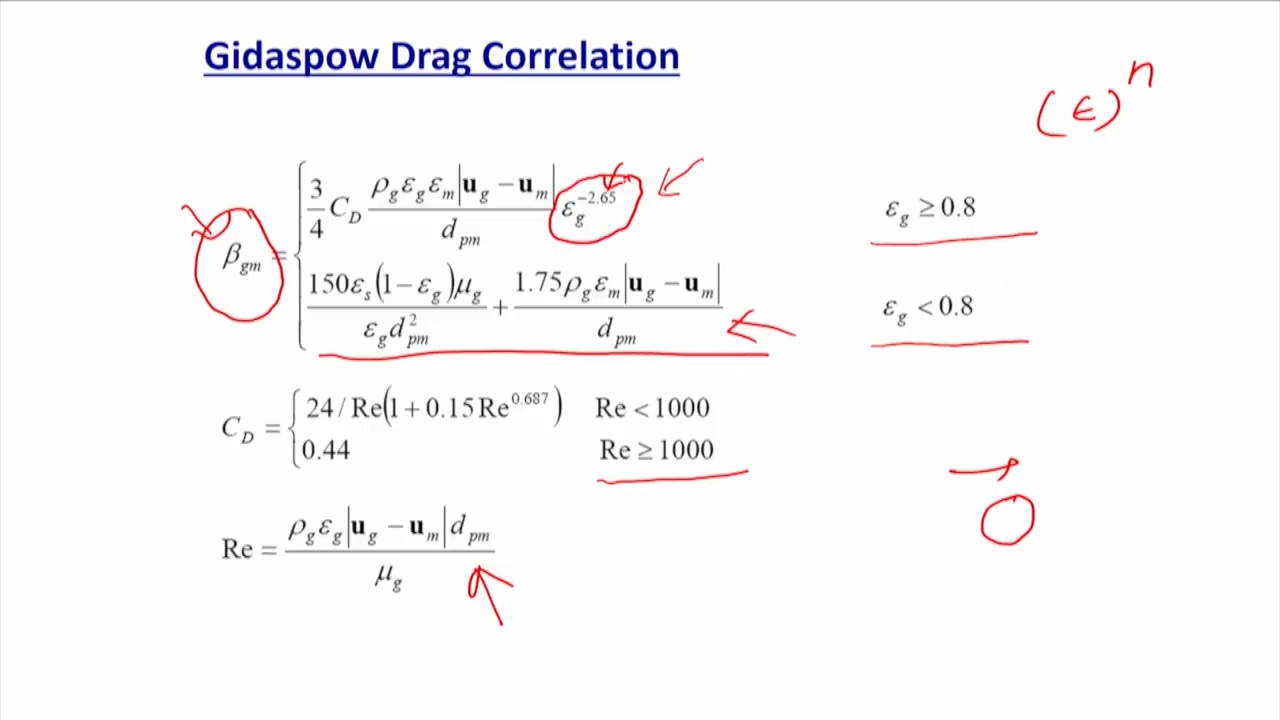 Gidaspow Drag Correlation
(ε)^n
β_gm = { 3/4 C_D ρ_g ε_g ε_m |u_g − u_m| / d_pm ε_g^−2.65    ε_g ≥ 0.8
150ε_s(1 − ε_g)μ_g / ε_g d_pm^2 + 1.75ρ_g ε_m |u_g − u_m| / d_pm    ε_g < 0.8
C_D = { 24 / Re(1 + 0.15 Re^0.687)    Re < 1000
0.44    Re ≥ 1000
Re = ρ_g ε_g |u_g − u_m| d_pm / μ_g